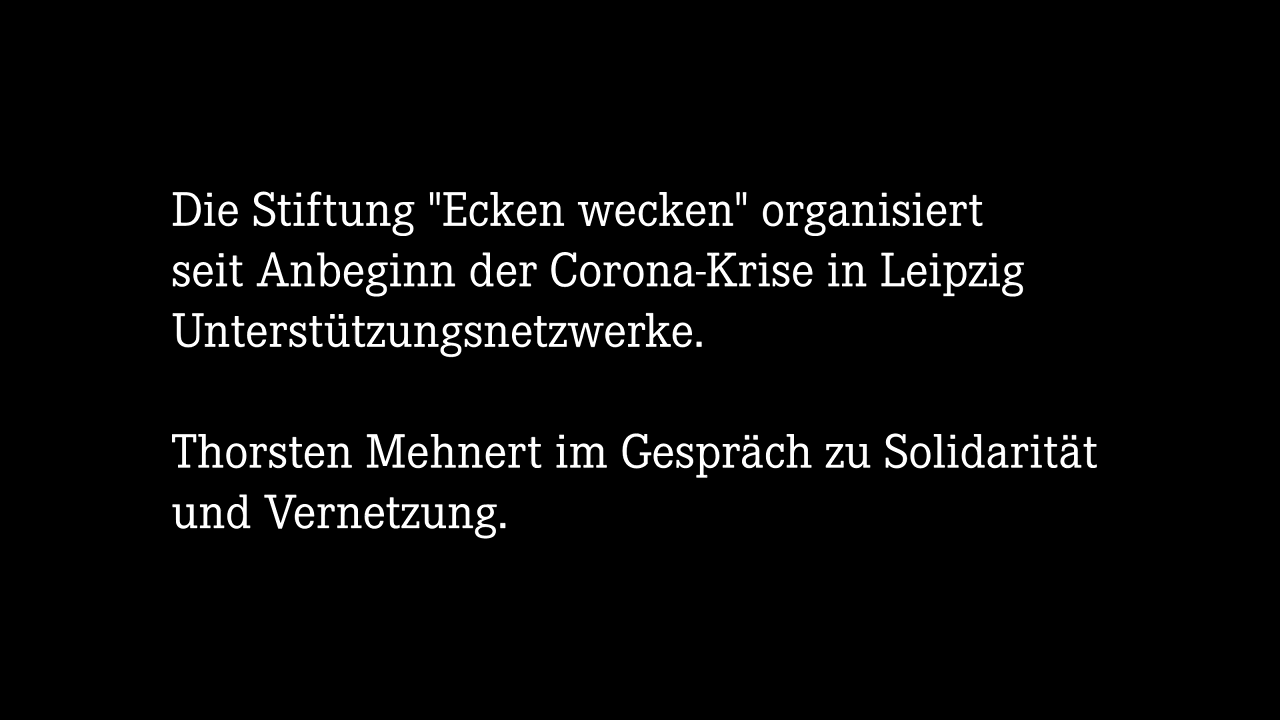 Die Stiftung "Ecken wecken" organisiert
seit Anbeginn der Corona-Krise in Leipzig
Unterstützungsnetzwerke.
Thorsten Mehnert im Gespräch zu Solidarität
und Vernetzung.